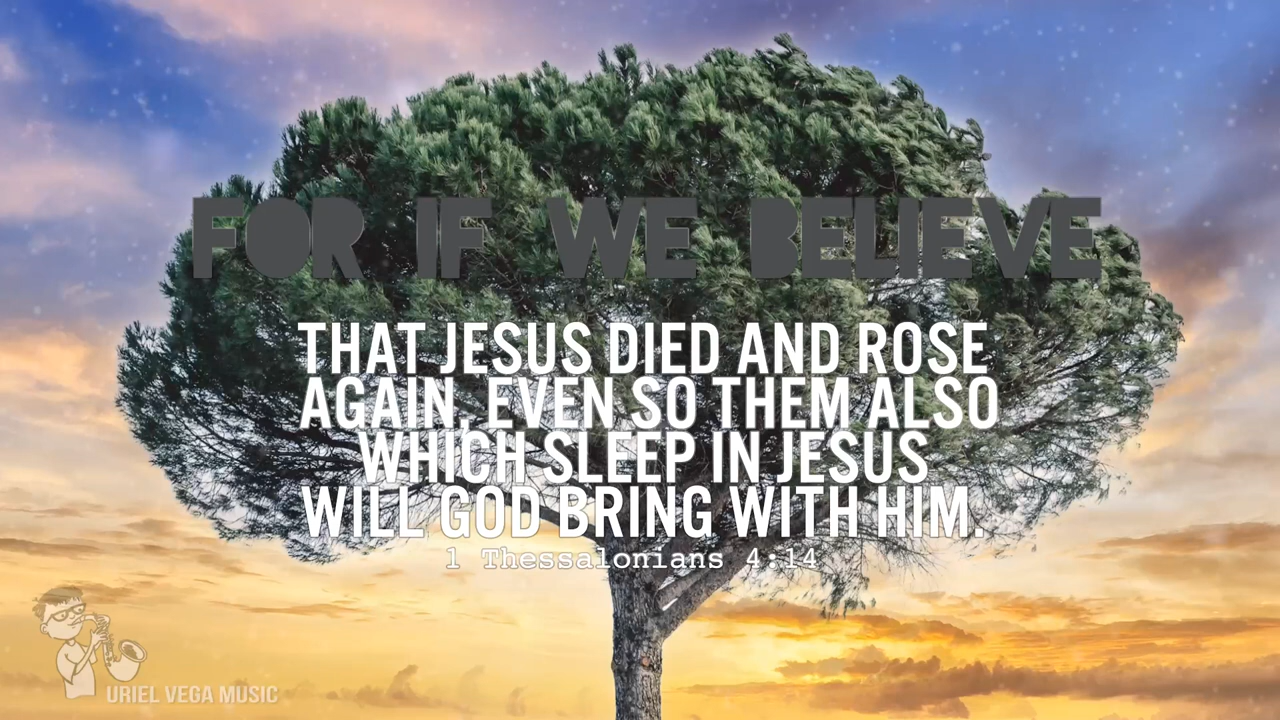 FOR IF WE BELIEVE
THAT JESUS DIED AND ROSE
AGAIN, EVEN SO THEM ALSO
WHICH SLEEP IN JESUS
WILL GOD BRING WITH HIM.
1 Thessalonians 4:14
URIEL VEGA MUSIC